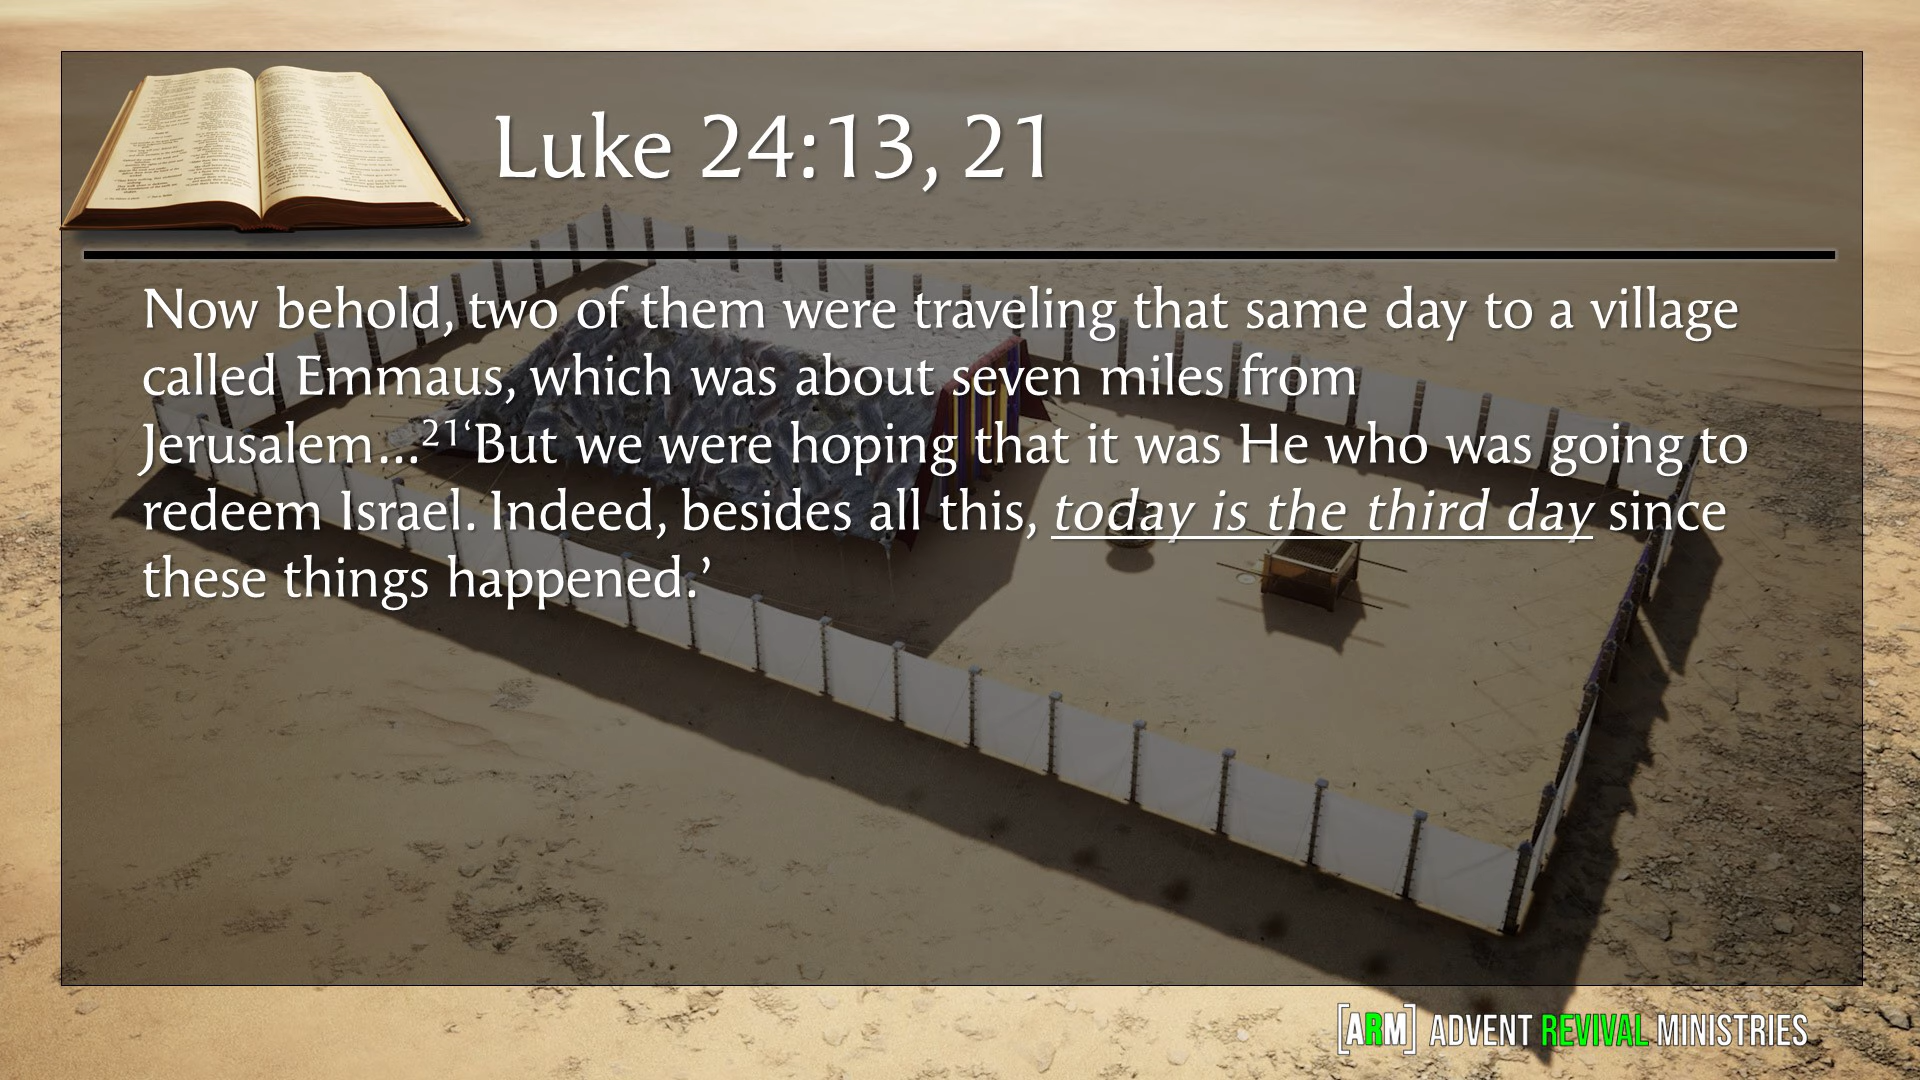 Luke 24:13, 21
Now behold, two of them were traveling that same day to a village
called Emmaus, which was about seven miles from
Jerusalem...21‘But we were hoping that it was He who was going to
redeem Israel. Indeed, besides all this, today is the third day since
these things happened.’
[ARM] ADVENT REVIVAL MINISTRIES